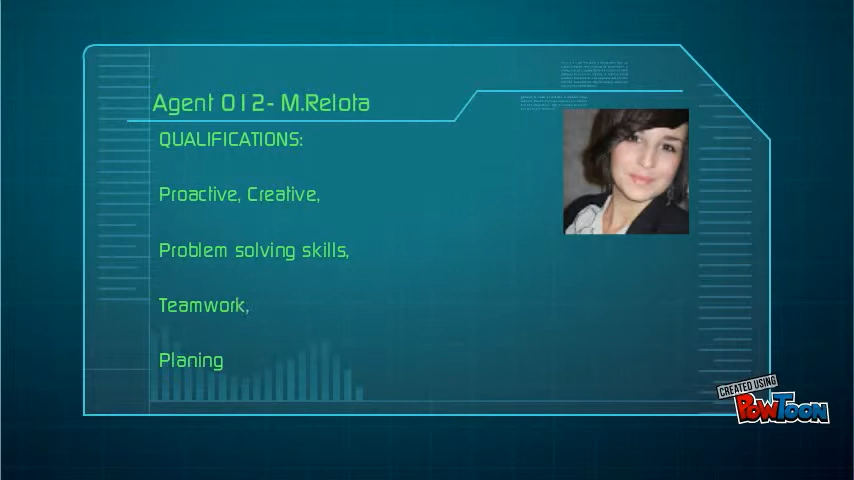 Agent 012- M.Relota
QUALIFICATIONS:
Proactive, Creative,
Problem solving skills,
Teamwork,
Planing
CREATED USING
POWTOON